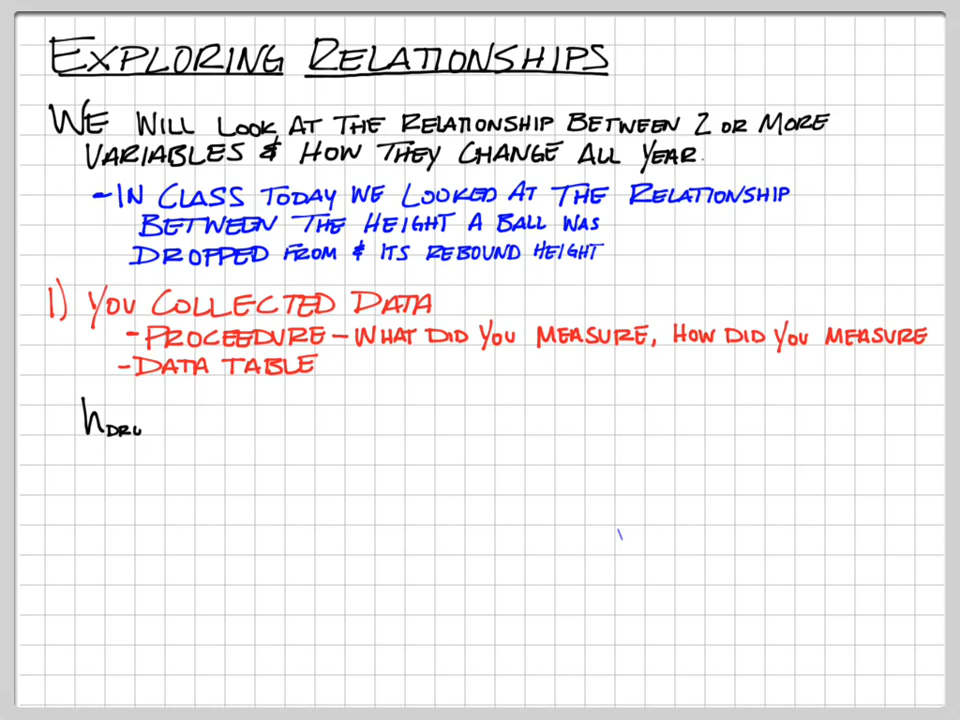 EXPLORING RELATIONSHIPS
WE WILL LOOK AT THE RELATIONSHIP BETWEEN 2 OR MORE
VARIABLES & HOW THEY CHANGE ALL YEAR.
- IN CLASS TODAY WE LOOKED AT THE RELATIONSHIP
BETWEEN THE HEIGHT A BALL WAS
DROPPED FROM & ITS REBOUND HEIGHT
1) YOU COLLECTED DATA
- PROCEEDURE - WHAT DID YOU MEASURE, HOW DID YOU MEASURE
- DATA TABLE
h